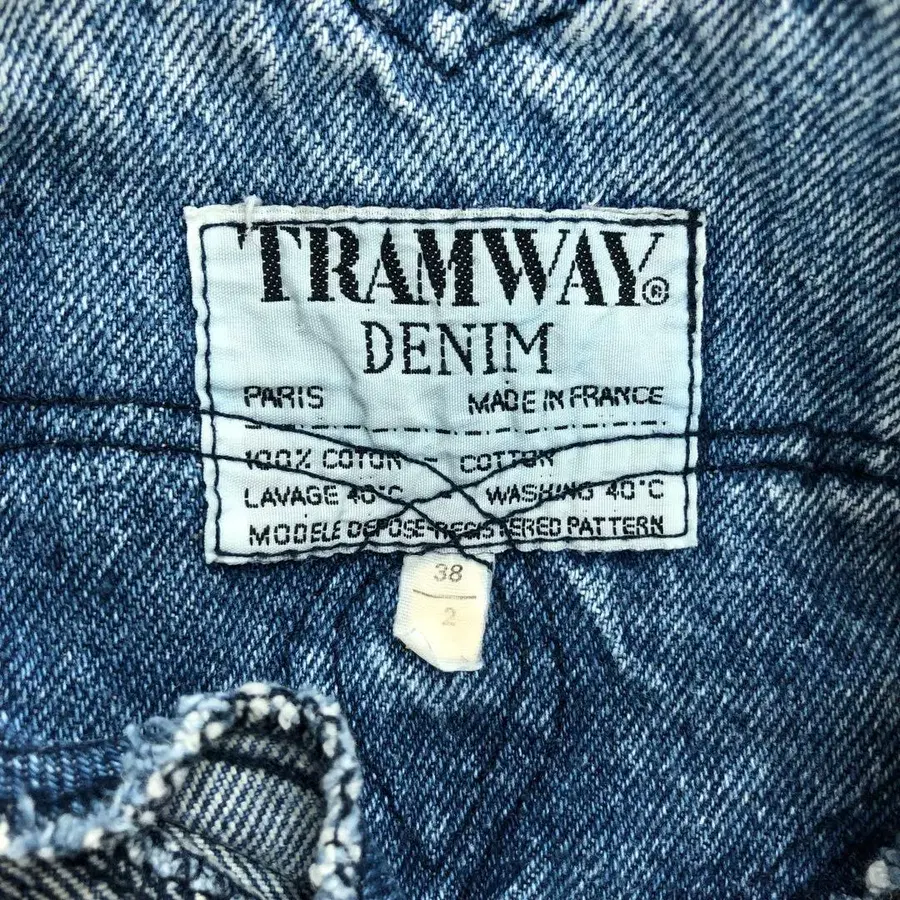 TRAMWAY®
DENIM
PARIS MADE IN FRANCE
100% COTON - COTTON
LAVAGE 40°C - WASHING 40°C
MODELE DEPOSE-REGISTERED PATTERN
38
2